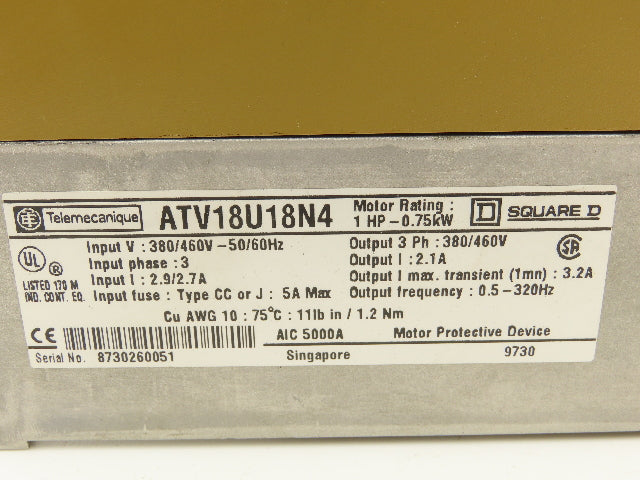 Telemecanique ATV18U18N4 Motor Rating : 1 HP-0.75kW D SQUARE D
UL ® LISTED 170 M IND. CONT. EQ.
Input V : 380/460V-50/60Hz
Input phase : 3
Input I : 2.9/2.7A
Input fuse : Type CC or J : 5A Max
Output 3 Ph : 380/460V
Output I : 2.1A
Output I max. transient (1mn) : 3.2A
Output frequency : 0.5-320Hz
SA
Cu AWG 10 : 75°C : 11lb in / 1.2 Nm
CE AIC 5000A Motor Protective Device
Serial No. 8730260051 Singapore 9730